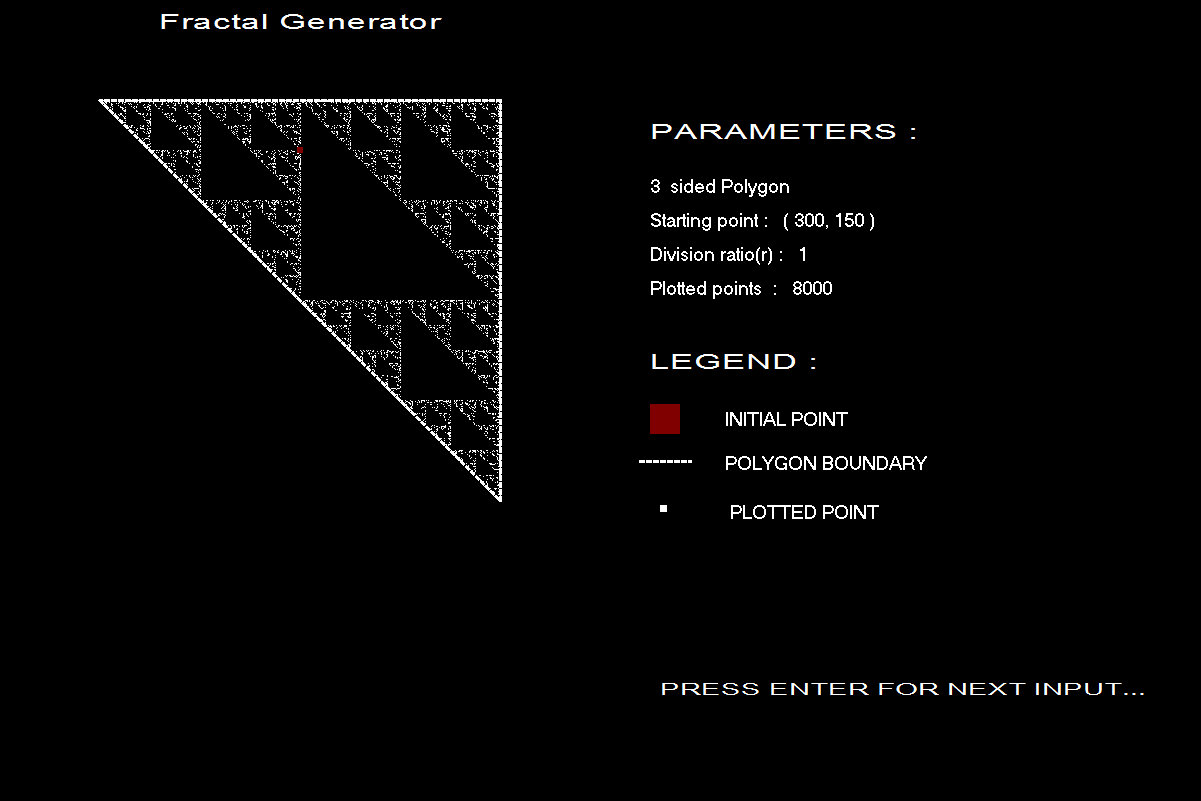 Fractal Generator
PARAMETERS :
3 sided Polygon
Starting point : ( 300, 150 )
Division ratio(r) : 1
Plotted points : 8000
LEGEND :
INITIAL POINT
POLYGON BOUNDARY
PLOTTED POINT
PRESS ENTER FOR NEXT INPUT...